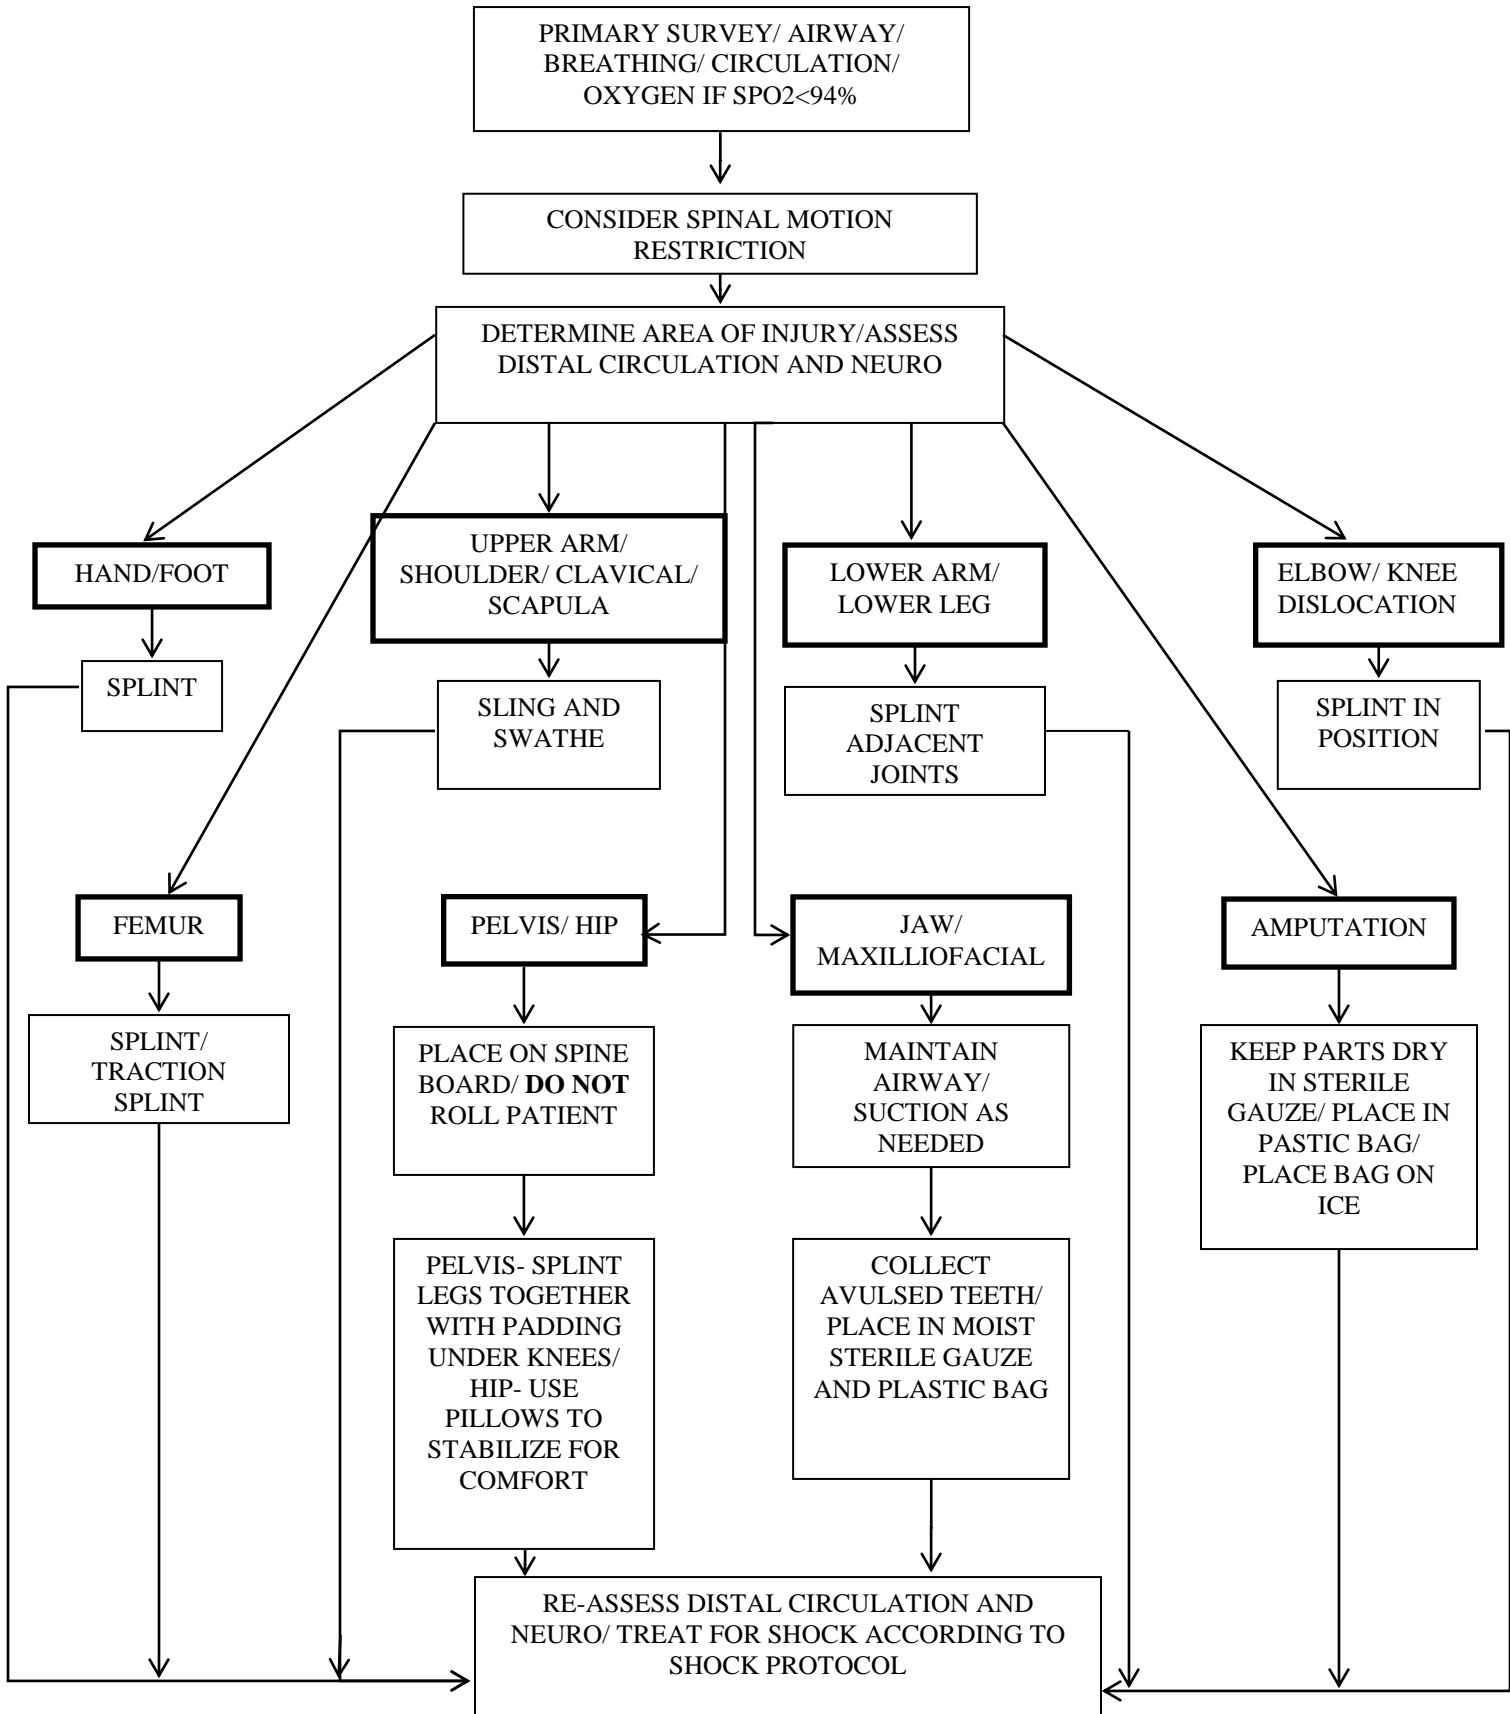 PRIMARY SURVEY/ AIRWAY/
BREATHING/ CIRCULATION/
OXYGEN IF SPO2<94%
CONSIDER SPINAL MOTION
RESTRICTION
DETERMINE AREA OF INJURY/ASSESS
DISTAL CIRCULATION AND NEURO
HAND/FOOT
SPLINT
UPPER ARM/
SHOULDER/ CLAVICAL/
SCAPULA
SLING AND
SWATHE
LOWER ARM/
LOWER LEG
SPLINT
ADJACENT
JOINTS
ELBOW/ KNEE
DISLOCATION
SPLINT IN
POSITION
FEMUR
SPLINT/
TRACTION
SPLINT
PELVIS/ HIP
PLACE ON SPINE
BOARD/ DO NOT
ROLL PATIENT
PELVIS- SPLINT
LEGS TOGETHER
WITH PADDING
UNDER KNEES/
HIP- USE
PILLOWS TO
STABILIZE FOR
COMFORT
JAW/
MAXILLIOFACIAL
MAINTAIN
AIRWAY/
SUCTION AS
NEEDED
COLLECT
AVULSED TEETH/
PLACE IN MOIST
STERILE GAUZE
AND PLASTIC BAG
AMPUTATION
KEEP PARTS DRY
IN STERILE
GAUZE/ PLACE IN
PASTIC BAG/
PLACE BAG ON
ICE
RE-ASSESS DISTAL CIRCULATION AND
NEURO/ TREAT FOR SHOCK ACCORDING TO
SHOCK PROTOCOL